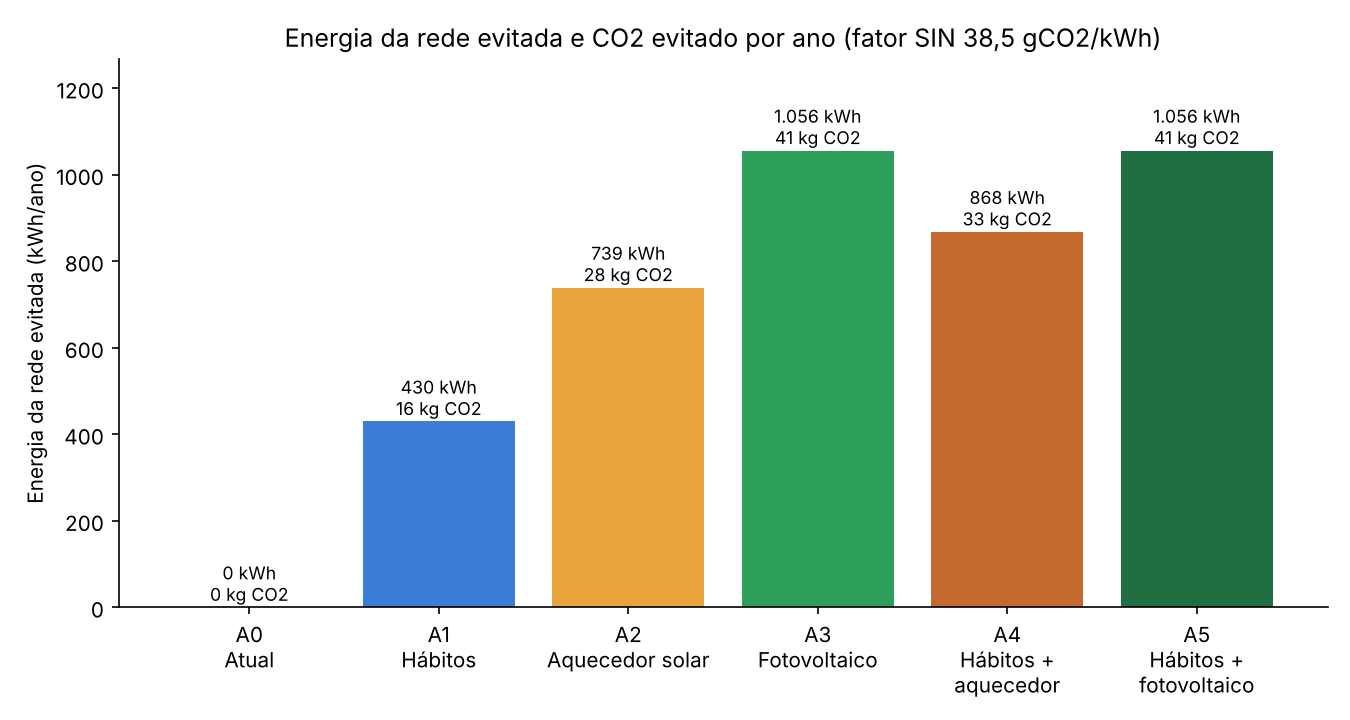 Energia da rede evitada e CO2 evitado por ano (fator SIN 38,5 gCO2/kWh)
Energia da rede evitada (kWh/ano)
1200
1000
800
600
400
200
0
0 kWh
0 kg CO2
430 kWh
16 kg CO2
739 kWh
28 kg CO2
1.056 kWh
41 kg CO2
868 kWh
33 kg CO2
1.056 kWh
41 kg CO2
A0
Atual
A1
Hábitos
A2
Aquecedor solar
A3
Fotovoltaico
A4
Hábitos +
aquecedor
A5
Hábitos +
fotovoltaico